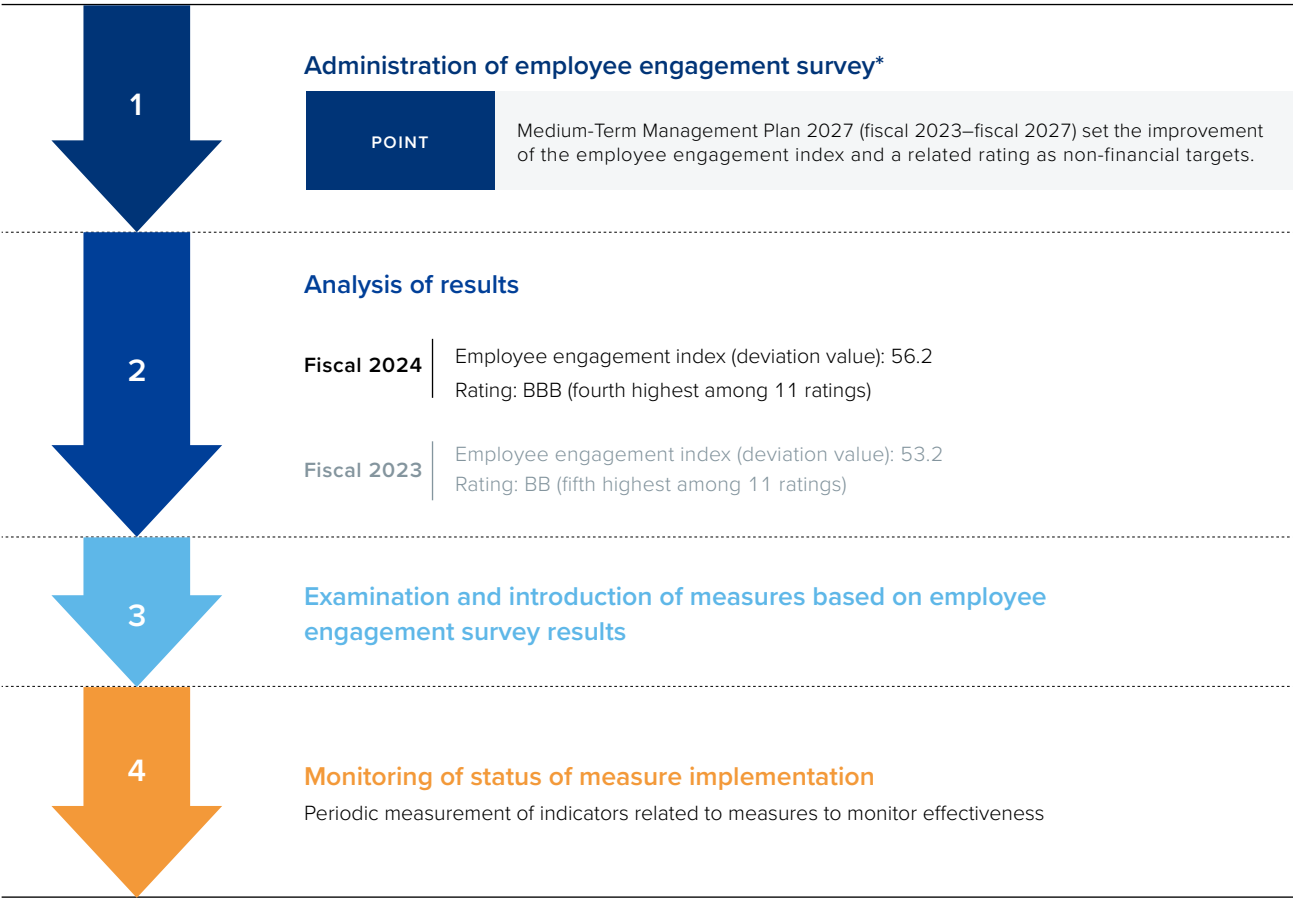 1
Administration of employee engagement survey*
POINT
Medium-Term Management Plan 2027 (fiscal 2023–fiscal 2027) set the improvement
of the employee engagement index and a related rating as non-financial targets.
2
Analysis of results
Fiscal 2024
Employee engagement index (deviation value): 56.2
Rating: BBB (fourth highest among 11 ratings)
Fiscal 2023
Employee engagement index (deviation value): 53.2
Rating: BB (fifth highest among 11 ratings)
3
Examination and introduction of measures based on employee
engagement survey results
4
Monitoring of status of measure implementation
Periodic measurement of indicators related to measures to monitor effectiveness